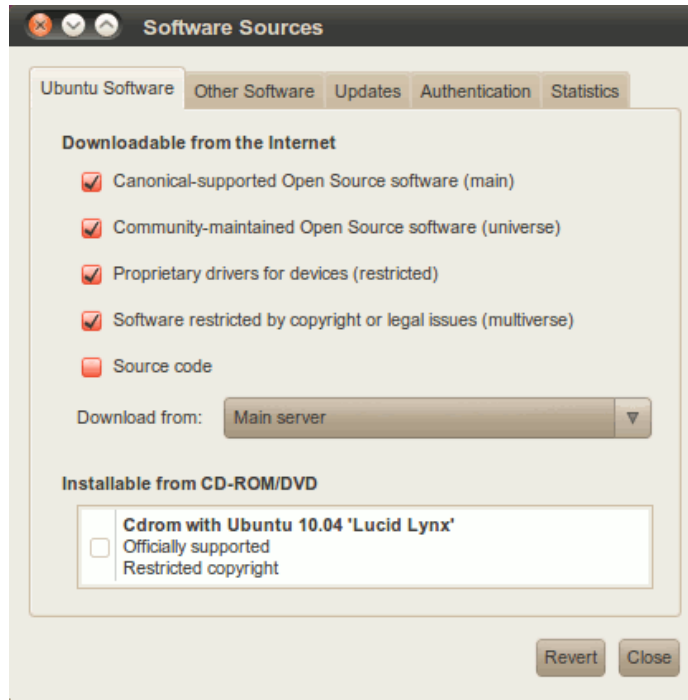 Software Sources
Ubuntu Software Other Software Updates Authentication Statistics
Downloadable from the Internet
Canonical-supported Open Source software (main)
Community-maintained Open Source software (universe)
Proprietary drivers for devices (restricted)
Software restricted by copyright or legal issues (multiverse)
Source code
Download from: Main server
Installable from CD-ROM/DVD
Cdrom with Ubuntu 10.04 'Lucid Lynx'
Officially supported
Restricted copyright
Revert Close